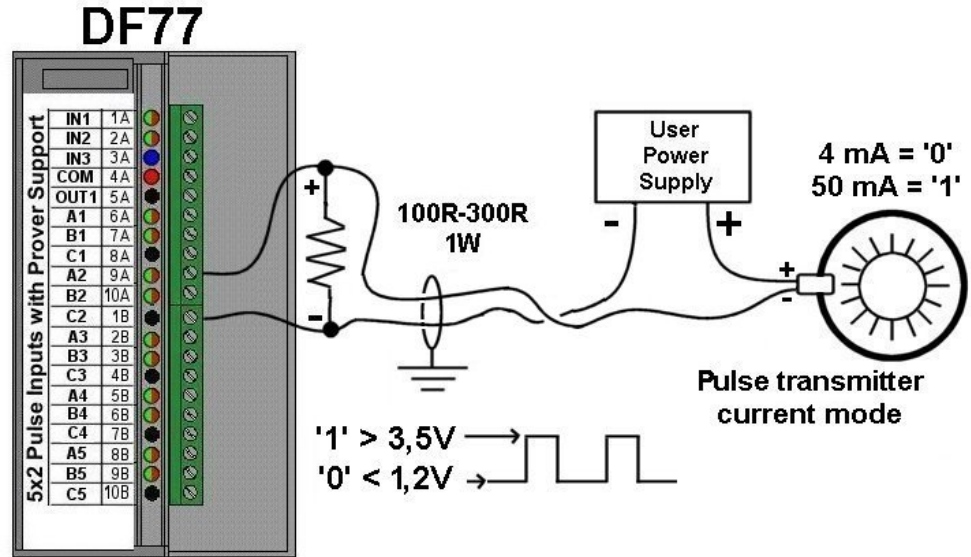 DF77
5x2 Pulse Inputs with Prover Support
IN1 1A
IN2 2A
IN3 3A
COM 4A
OUT1 5A
A1 6A
B1 7A
C1 8A
A2 9A
B2 10A
C2 1B
A3 2B
B3 3B
C3 4B
A4 5B
B4 6B
C4 7B
A5 8B
B5 9B
C5 10B
+
-
100R-300R
1W
User
Power
Supply
- +
4 mA = '0'
50 mA = '1'
+
-
Pulse transmitter
current mode
'1' > 3,5V
'0' < 1,2V